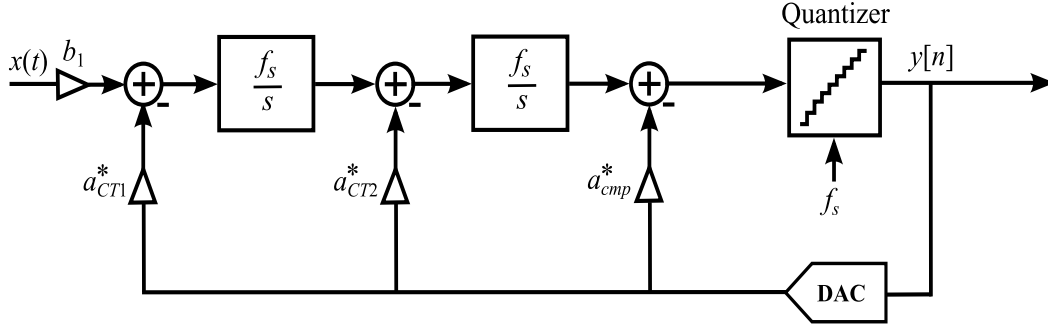 Quantizer
x(t)
b₁
+
-
fₛ
s
+
-
fₛ
s
+
-
y[n]
a*CT1
a*CT2
a*cmp
fₛ
DAC